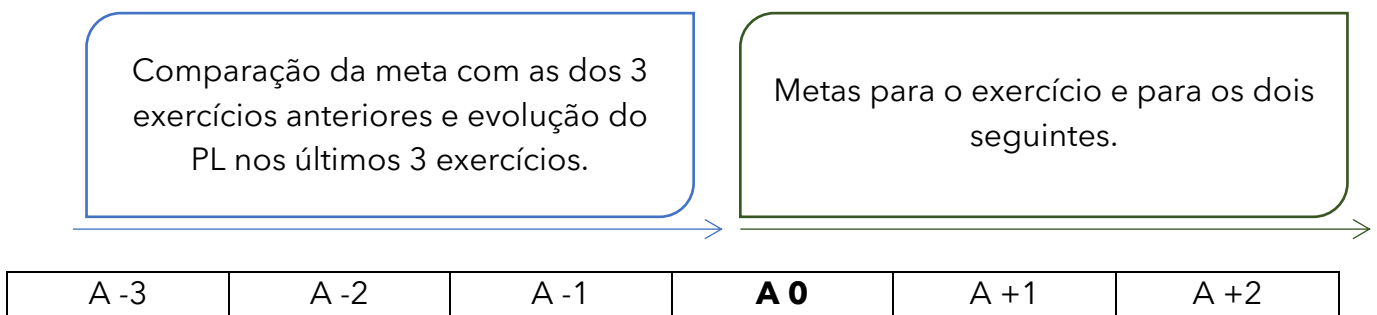 Comparação da meta com as dos 3
exercícios anteriores e evolução do
PL nos últimos 3 exercícios.
Metas para o exercício e para os dois
seguintes.
A -3 A -2 A -1 A 0 A +1 A +2